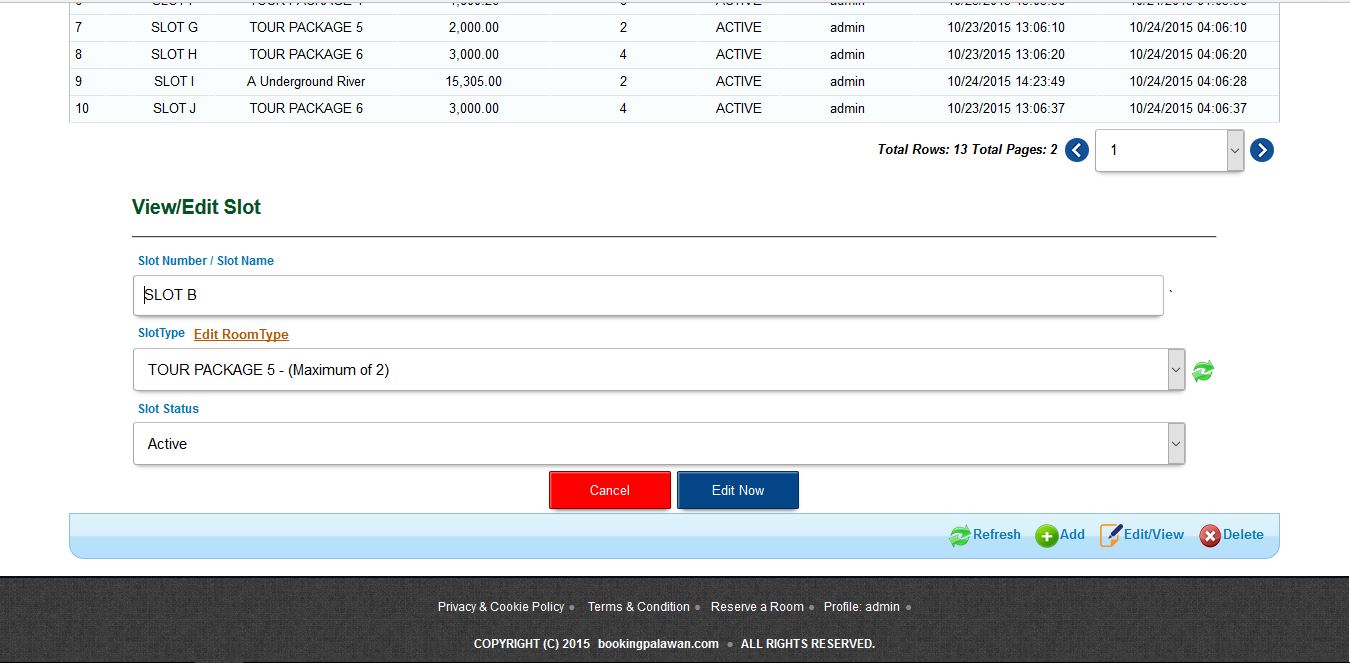 7 SLOT G TOUR PACKAGE 5 2,000.00 2 ACTIVE admin 10/23/2015 13:06:10 10/24/2015 04:06:10
8 SLOT H TOUR PACKAGE 6 3,000.00 4 ACTIVE admin 10/23/2015 13:06:20 10/24/2015 04:06:20
9 SLOT I A Underground River 15,305.00 2 ACTIVE admin 10/24/2015 14:23:49 10/24/2015 04:06:28
10 SLOT J TOUR PACKAGE 6 3,000.00 4 ACTIVE admin 10/23/2015 13:06:37 10/24/2015 04:06:37
Total Rows: 13 Total Pages: 2 1
View/Edit Slot
Slot Number / Slot Name
SLOT B `
SlotType Edit RoomType
TOUR PACKAGE 5 - (Maximum of 2)
Slot Status
Active
Cancel Edit Now
Refresh Add Edit/View Delete
Privacy & Cookie Policy Terms & Condition Reserve a Room Profile: admin
COPYRIGHT (C) 2015 bookingpalawan.com ALL RIGHTS RESERVED.